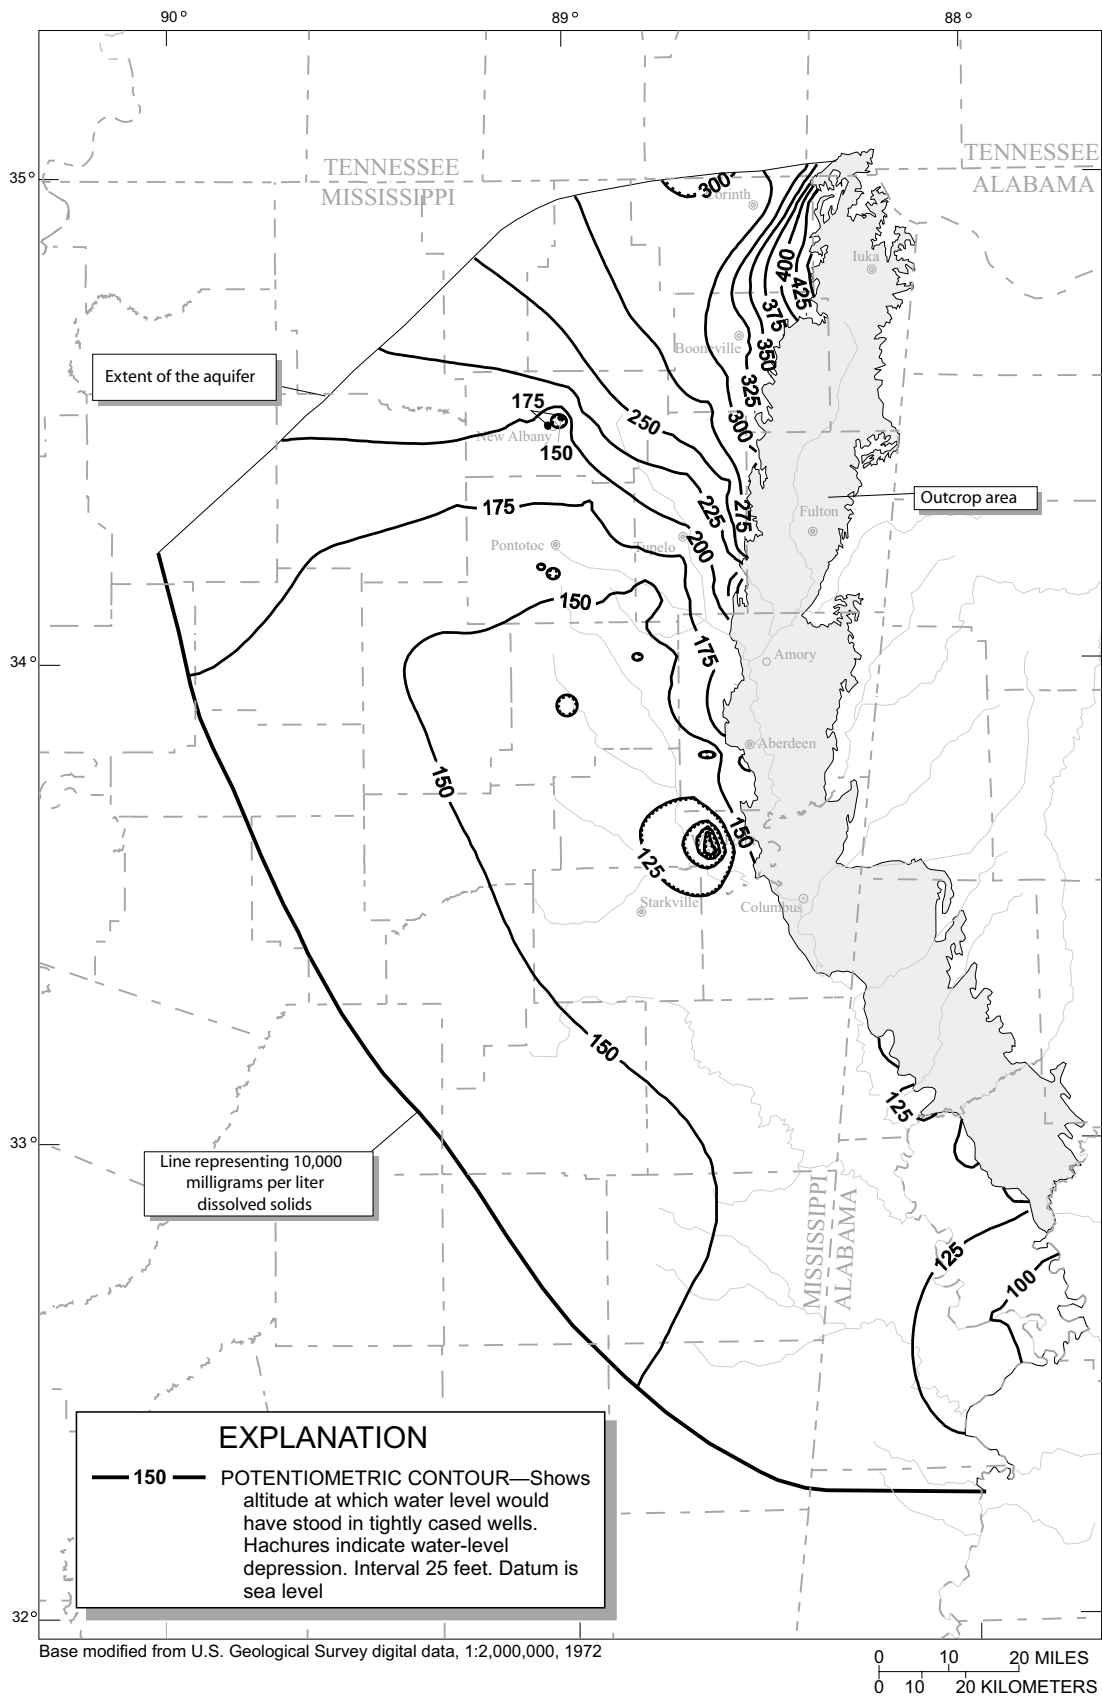 90°
89°
88°
35°
TENNESSEE
MISSISSIPPI
TENNESSEE
ALABAMA
300
Corinth
Iuka
400
425
375
Booneville
350
Extent of the aquifer
325
175
250
300
New Albany
150
Outcrop area
175
225
275
Fulton
Pontotoc
Tupelo
200
150
34°
175
Amory
Aberdeen
150
150
125
Starkville
Columbus
150
125
33°
Line representing 10,000
milligrams per liter
dissolved solids
MISSISSIPPI
ALABAMA
125
100
EXPLANATION
150 POTENTIOMETRIC CONTOUR—Shows
altitude at which water level would
have stood in tightly cased wells.
Hachures indicate water-level
depression. Interval 25 feet. Datum is
sea level
32°
Base modified from U.S. Geological Survey digital data, 1:2,000,000, 1972
0 10 20 MILES
0 10 20 KILOMETERS